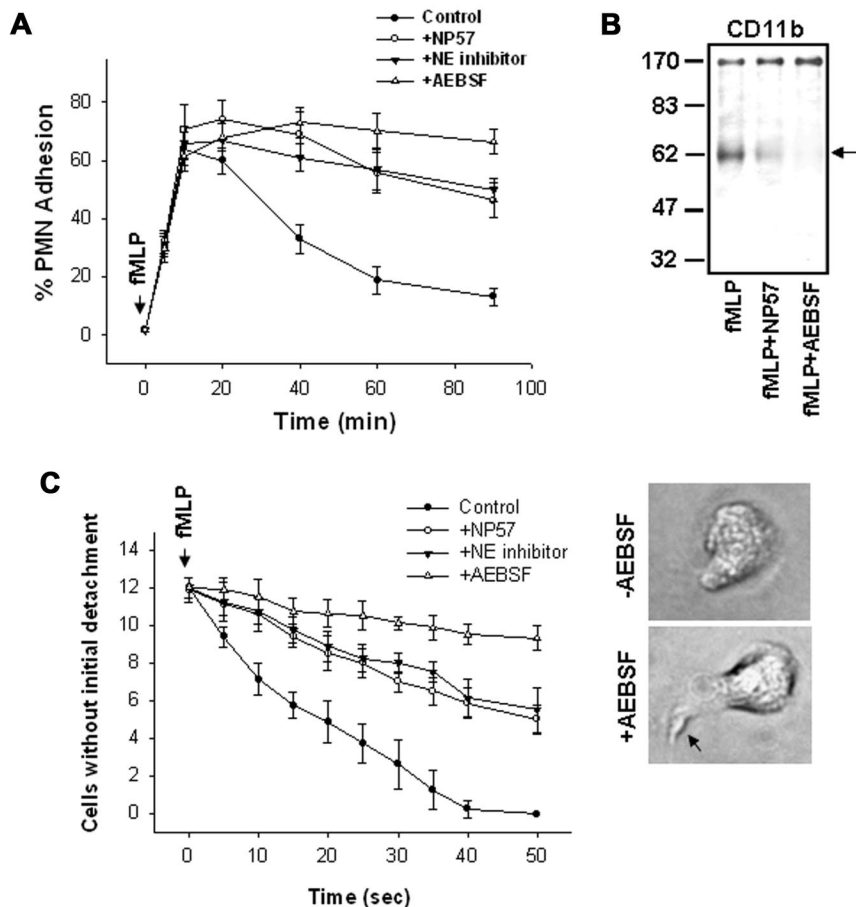 A
Control
+NP57
+NE inhibitor
+AEBSF
% PMN Adhesion
80
60
40
20
0
fMLP
0 20 40 60 80 100
Time (min)
B
CD11b
170
83
62
47
32
fMLP
fMLP+NP57
fMLP+AEBSF
C
fMLP
Control
+NP57
+NE inhibitor
+AEBSF
Cells without initial detachment
14
12
10
8
6
4
2
0
0 10 20 30 40 50
Time (sec)
-AEBSF
+AEBSF